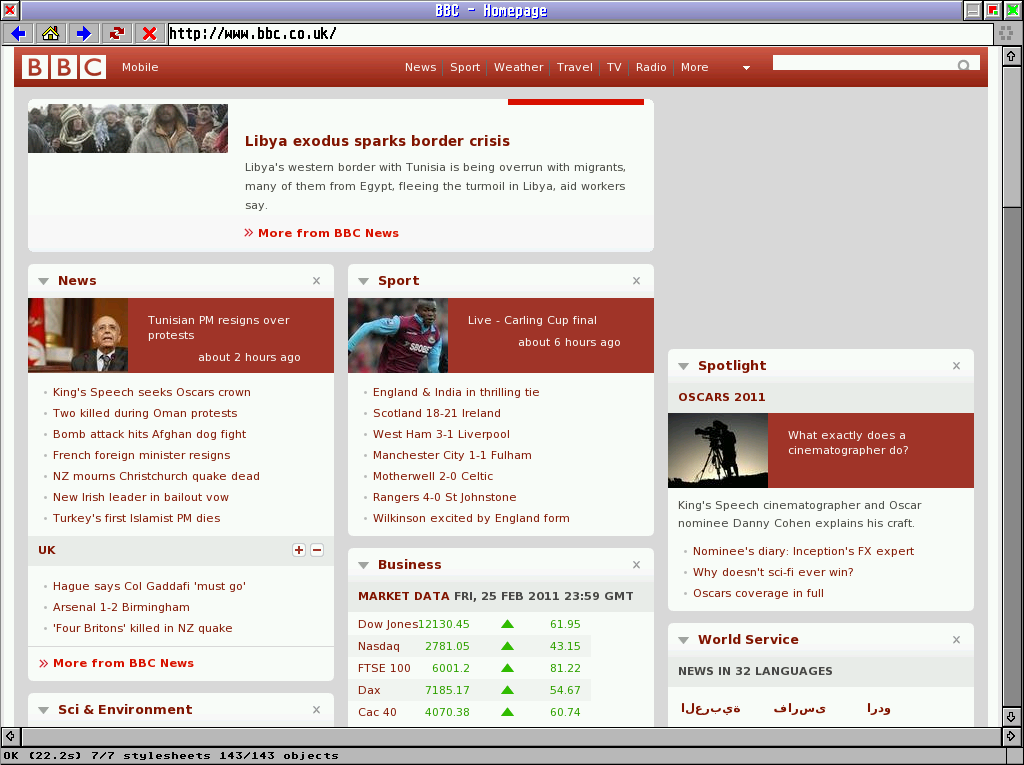 BBC - Homepage
http://www.bbc.co.uk/
BBC Mobile News Sport Weather Travel TV Radio More
Libya exodus sparks border crisis
Libya's western border with Tunisia is being overrun with migrants,
many of them from Egypt, fleeing the turmoil in Libya, aid workers
say.
» More from BBC News
News
Tunisian PM resigns over
protests
about 2 hours ago
• King's Speech seeks Oscars crown
• Two killed during Oman protests
• Bomb attack hits Afghan dog fight
• French foreign minister resigns
• NZ mourns Christchurch quake dead
• New Irish leader in bailout vow
• Turkey's first Islamist PM dies
UK
• Hague says Col Gaddafi 'must go'
• Arsenal 1-2 Birmingham
• 'Four Britons' killed in NZ quake
» More from BBC News
Sci & Environment
Sport
Live - Carling Cup final
about 6 hours ago
SBOBET
• England & India in thrilling tie
• Scotland 18-21 Ireland
• West Ham 3-1 Liverpool
• Manchester City 1-1 Fulham
• Motherwell 2-0 Celtic
• Rangers 4-0 St Johnstone
• Wilkinson excited by England form
Business
MARKET DATA FRI, 25 FEB 2011 23:59 GMT
Dow Jones 12130.45 61.95
Nasdaq 2781.05 43.15
FTSE 100 6001.2 81.22
Dax 7185.17 54.67
Cac 40 4070.38 60.74
Spotlight
OSCARS 2011
What exactly does a
cinematographer do?
King's Speech cinematographer and Oscar
nominee Danny Cohen explains his craft.
• Nominee's diary: Inception's FX expert
• Why doesn't sci-fi ever win?
• Oscars coverage in full
World Service
NEWS IN 32 LANGUAGES
ةيبرعلا
ىسراف
ودرا
OK (22.2s) 7/7 stylesheets 143/143 objects